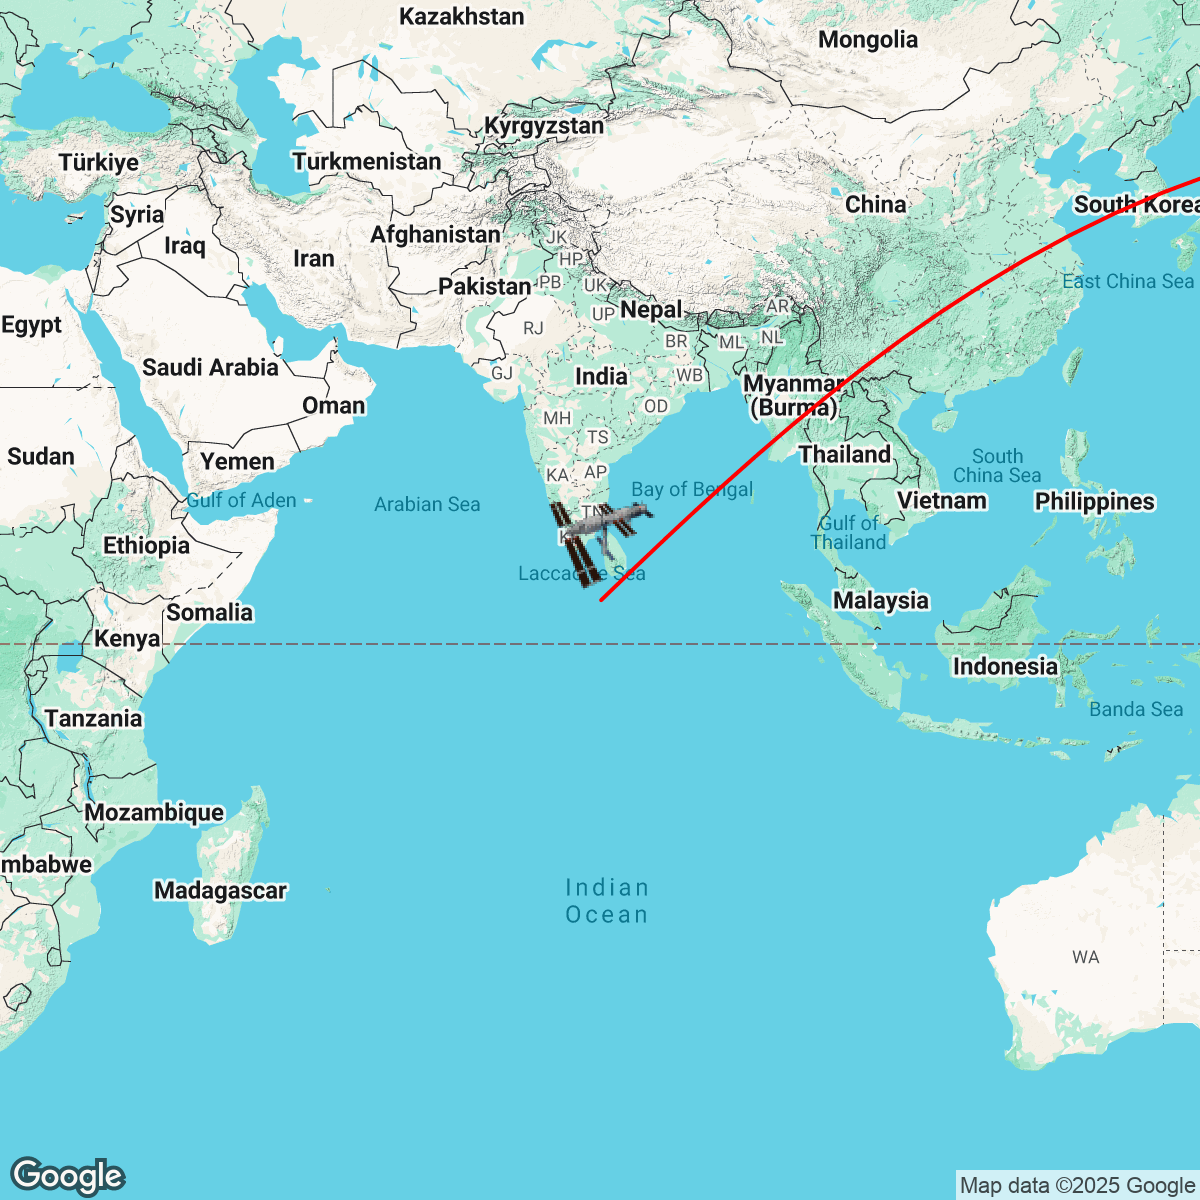 Kazakhstan
Mongolia
Kyrgyzstan
Türkiye
Turkmenistan
Syria
China
South Korea
Iraq
Afghanistan
JK
Iran
HP
Pakistan
PB
UK
East China Sea
Egypt
Nepal
AR
UP
RJ
NL
BR
ML
Saudi Arabia
GJ
India
WB
Myanmar
(Burma)
Oman
OD
MH
TS
Sudan
Yemen
Thailand
South
China Sea
KA
AP
Bay of Bengal
Gulf of Aden
Arabian Sea
Vietnam
Philippines
TN
Gulf of
Thailand
Ethiopia
Laccadive Sea
Malaysia
Somalia
Kenya
Indonesia
Tanzania
Banda Sea
Mozambique
mbabwe
Madagascar
Indian
Ocean
WA
Google
Map data ©2025 Google